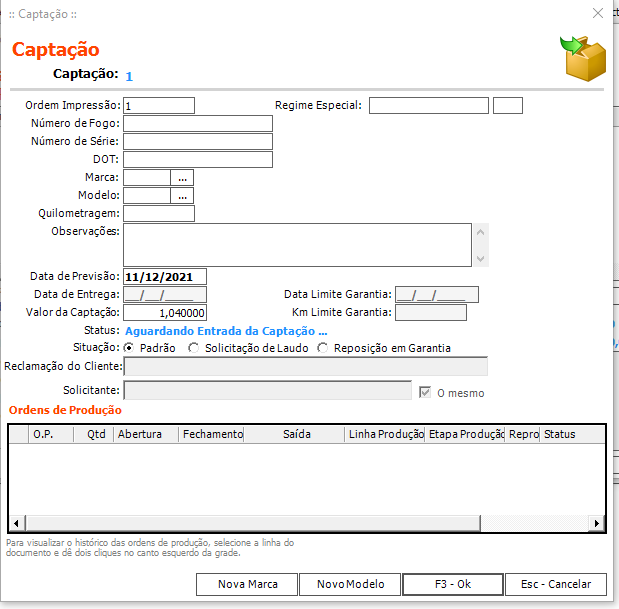 :: Captação ::
Captação
Captação: 1
Ordem Impressão: 1 Regime Especial:
Número de Fogo:
Número de Série:
DOT:
Marca: ...
Modelo: ...
Quilometragem:
Observações:
Data de Previsão: 11/12/2021
Data de Entrega: __/__/____ Data Limite Garantia: __/__/____
Valor da Captação: 1,040000 Km Limite Garantia:
Status: Aguardando Entrada da Captação ...
Situação: Padrão Solicitação de Laudo Reposição em Garantia
Reclamação do Cliente:
Solicitante: O mesmo
Ordens de Produção
O.P. Qtd Abertura Fechamento Saída Linha Produção Etapa Produção Repro Status
Para visualizar o histórico das ordens de produção, selecione a linha do
documento e dê dois cliques no canto esquerdo da grade.
Nova Marca Novo Modelo F3 - Ok Esc - Cancelar